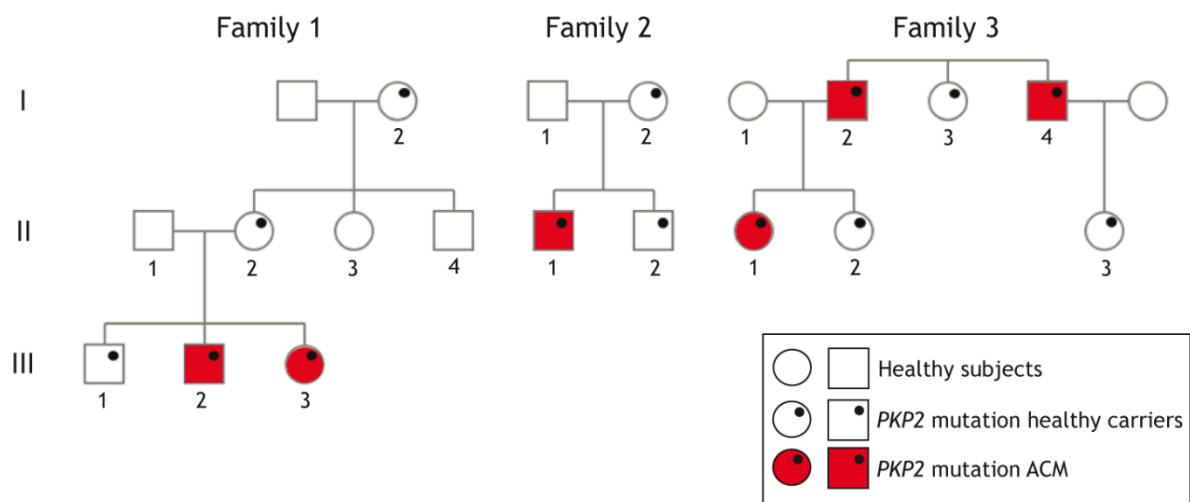 Family 1 Family 2 Family 3
I
2 1 2 1 2 3 4
II
1 2 3 4 1 2 1 2 3
III
1 2 3
Healthy subjects
PKP2 mutation healthy carriers
PKP2 mutation ACM